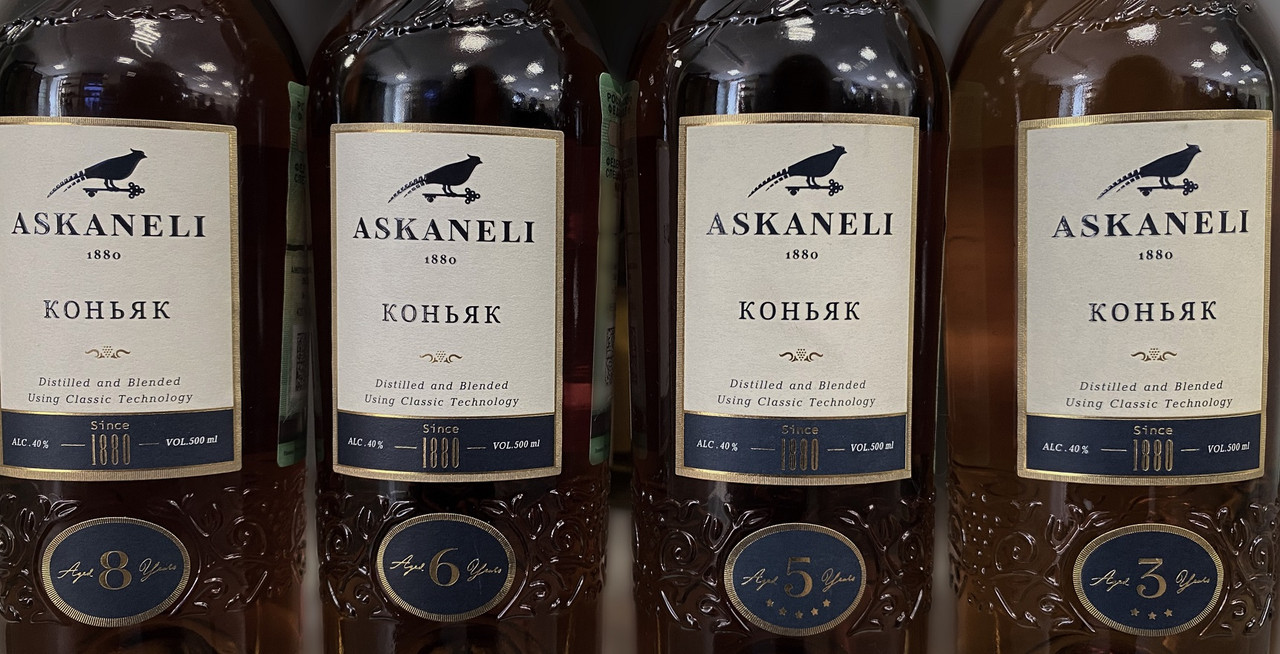 ASKANELI
1880
КОНЬЯК
Distilled and Blended
Using Classic Technology
Since
ALC. 40% 1880 VOL.500 ml
Aged 8 Years
ASKANELI
1880
КОНЬЯК
Distilled and Blended
Using Classic Technology
Since
ALC. 40% 1880 VOL.500 ml
Aged 6 Years
ASKANELI
1880
КОНЬЯК
Distilled and Blended
Using Classic Technology
Since
ALC. 40% 1880 VOL.500 ml
Aged 5 Years
ASKANELI
1880
КОНЬЯК
Distilled and Blended
Using Classic Technology
Since
ALC. 40% 1880 VOL.500 ml
Aged 3 Years